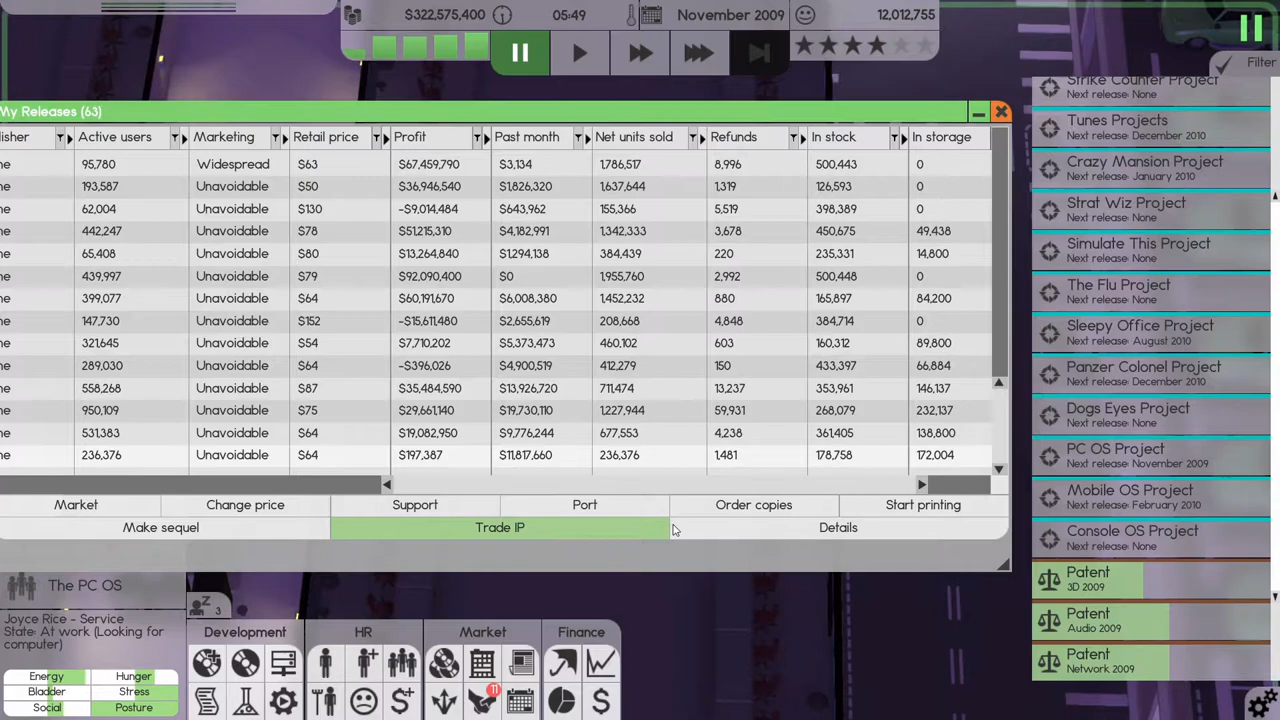 $322,575,400 05:49 November 2009 12,012,755
Filter
My Releases (63)
lisher Active users Marketing Retail price Profit Past month Net units sold Refunds In stock In storage
ne 95,780 Widespread $63 $67,459,790 $3,134 1,786,517 8,996 500,443 0
ne 193,587 Unavoidable $50 $36,946,540 $1,826,320 1,637,644 1,319 126,593 0
ne 62,004 Unavoidable $130 -$9,014,484 $643,962 155,366 5,519 398,389 0
ne 442,247 Unavoidable $78 $51,215,310 $4,182,991 1,342,333 3,678 450,675 49,438
ne 65,408 Unavoidable $80 $13,264,840 $1,294,138 384,439 220 235,331 14,800
ne 439,997 Unavoidable $79 $92,090,400 $0 1,955,760 2,992 500,448 0
ne 399,077 Unavoidable $64 $60,191,670 $6,008,380 1,452,232 880 165,897 84,200
ne 147,730 Unavoidable $152 $2,655,619 208,668 4,848 384,714 0
ne 321,645 Unavoidable $54 $7,710,202 $5,373,473 460,102 603 160,312 89,800
ne 289,030 Unavoidable $64 -$396,026 $4,900,519 412,279 150 433,397 66,884
ne 558,268 Unavoidable $87 $35,484,590 $13,926,720 711,474 13,237 353,961 146,137
ne 950,109 Unavoidable $75 $29,661,140 $19,730,110 1,227,944 59,931 268,079 232,137
ne 531,383 Unavoidable $64 $19,082,950 $9,776,244 677,553 4,238 361,405 138,800
ne 236,376 Unavoidable $64 $197,387 $11,817,660 236,376 1,481 178,758 172,004
Market Change price Support Port Order copies Start printing
Make sequel Trade IP Details
Strike Counter Project
Next release: None
Tunes Projects
Next release: December 2010
Crazy Mansion Project
Next release: January 2010
Strat Wiz Project
Next release: None
Simulate This Project
Next release: None
The Flu Project
Next release: None
Sleepy Office Project
Next release: August 2010
Panzer Colonel Project
Next release: December 2010
Dogs Eyes Project
Next release: None
PC OS Project
Next release: November 2009
Mobile OS Project
Next release: February 2010
Console OS Project
Next release: None
Patent
3D 2009
Patent
Audio 2009
Patent
Network 2009
The PC OS
Joyce Rice - Service
State: At work (Looking for
computer)
Energy Hunger
Bladder Stress
Social Posture
Z 3
Development HR Market Finance
11